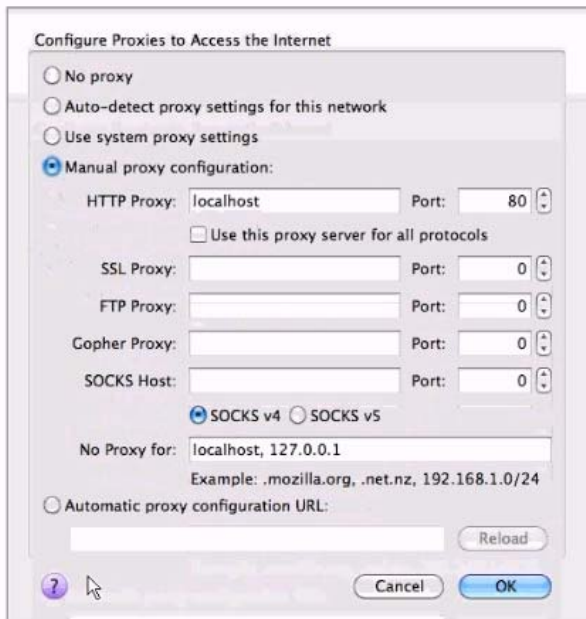 Configure Proxies to Access the Internet
No proxy
Auto-detect proxy settings for this network
Use system proxy settings
Manual proxy configuration:
HTTP Proxy: localhost Port: 80
Use this proxy server for all protocols
SSL Proxy: Port: 0
FTP Proxy: Port: 0
Gopher Proxy: Port: 0
SOCKS Host: Port: 0
SOCKS v4 SOCKS v5
No Proxy for: localhost, 127.0.0.1
Example: .mozilla.org, .net.nz, 192.168.1.0/24
Automatic proxy configuration URL:
Reload
? Cancel OK